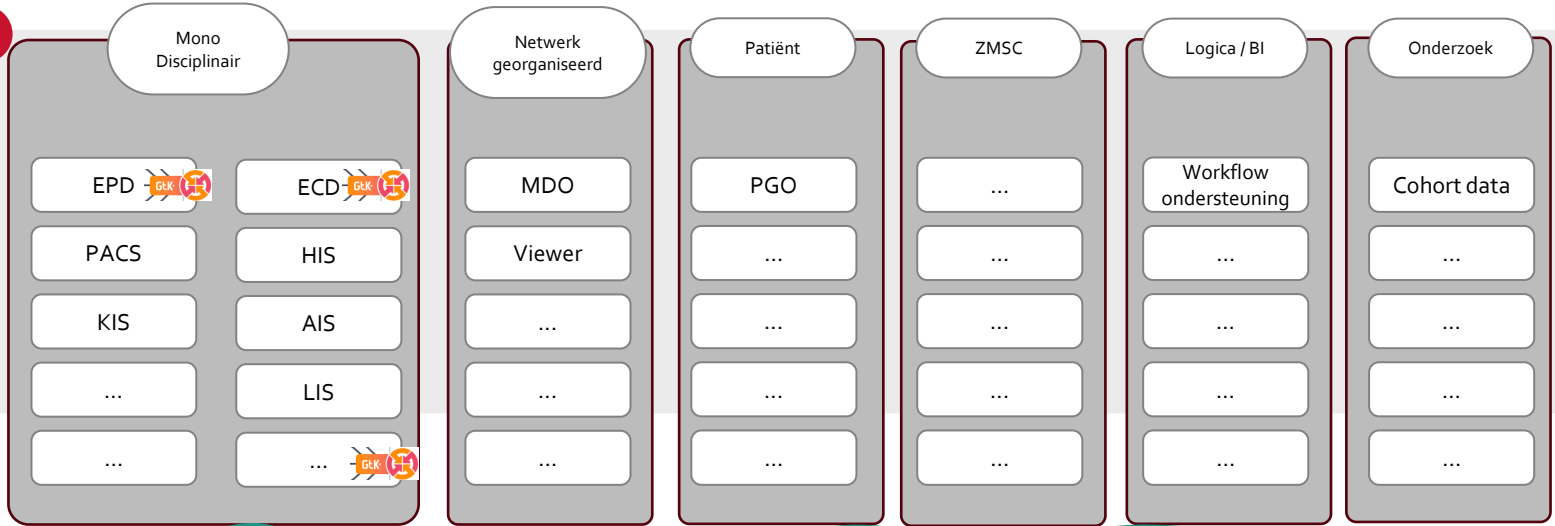 Mono
Disciplinair
Netwerk
georganiseerd
Patiënt
ZMSC
Logica / BI
Onderzoek
EPD
GtK
ECD
GtK
MDO
PGO
...
Workflow
ondersteuning
Cohort data
PACS
HIS
Viewer
...
...
...
...
KIS
AIS
...
...
...
...
...
...
LIS
...
...
...
...
...
...
...
GtK
...
...
...
...
...